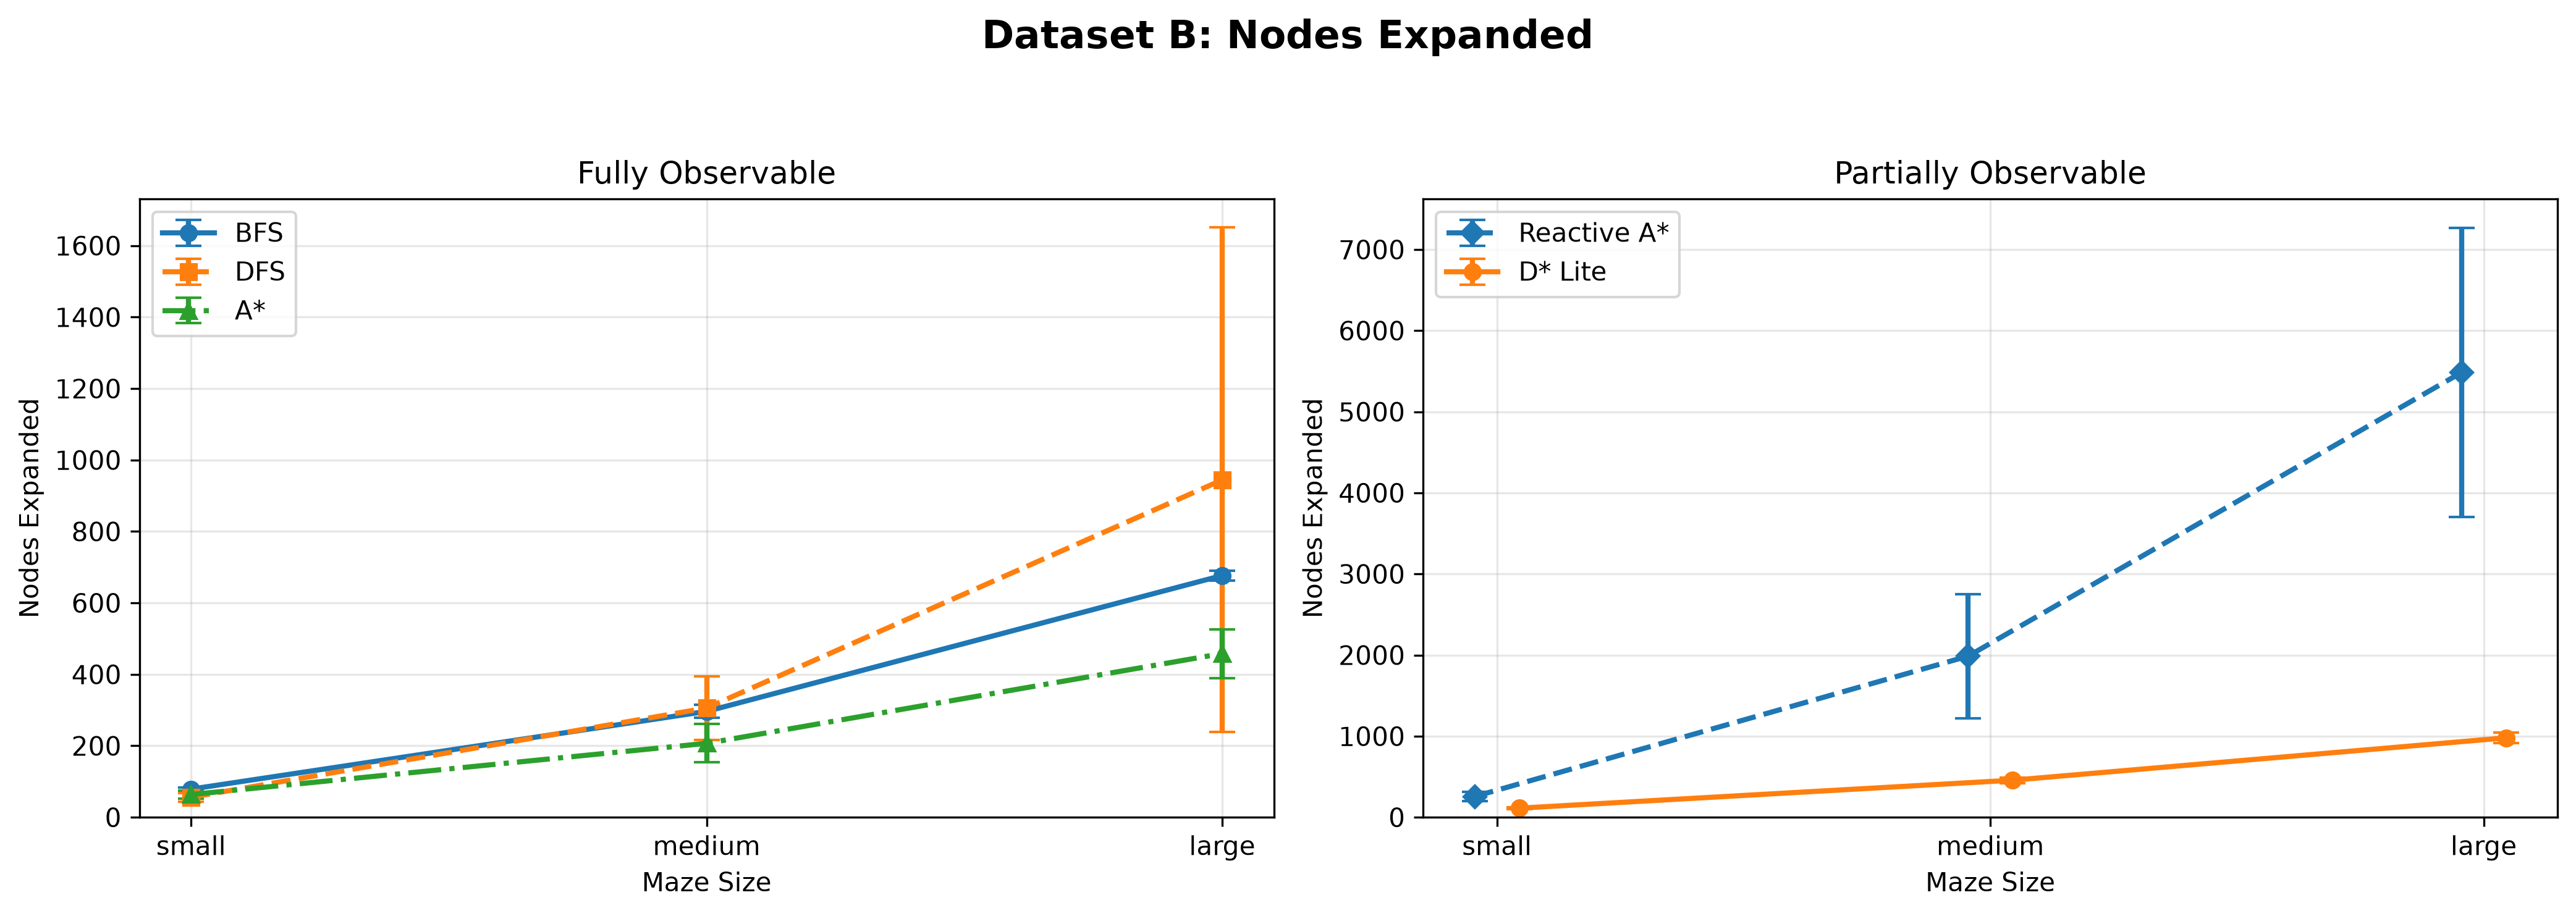 Dataset B: Nodes Expanded
Fully Observable
BFS
DFS
A*
1600
1400
1200
1000
800
600
400
200
0
Nodes Expanded
small
medium
large
Maze Size
Partially Observable
Reactive A*
D* Lite
7000
6000
5000
4000
3000
2000
1000
0
Nodes Expanded
small
medium
large
Maze Size